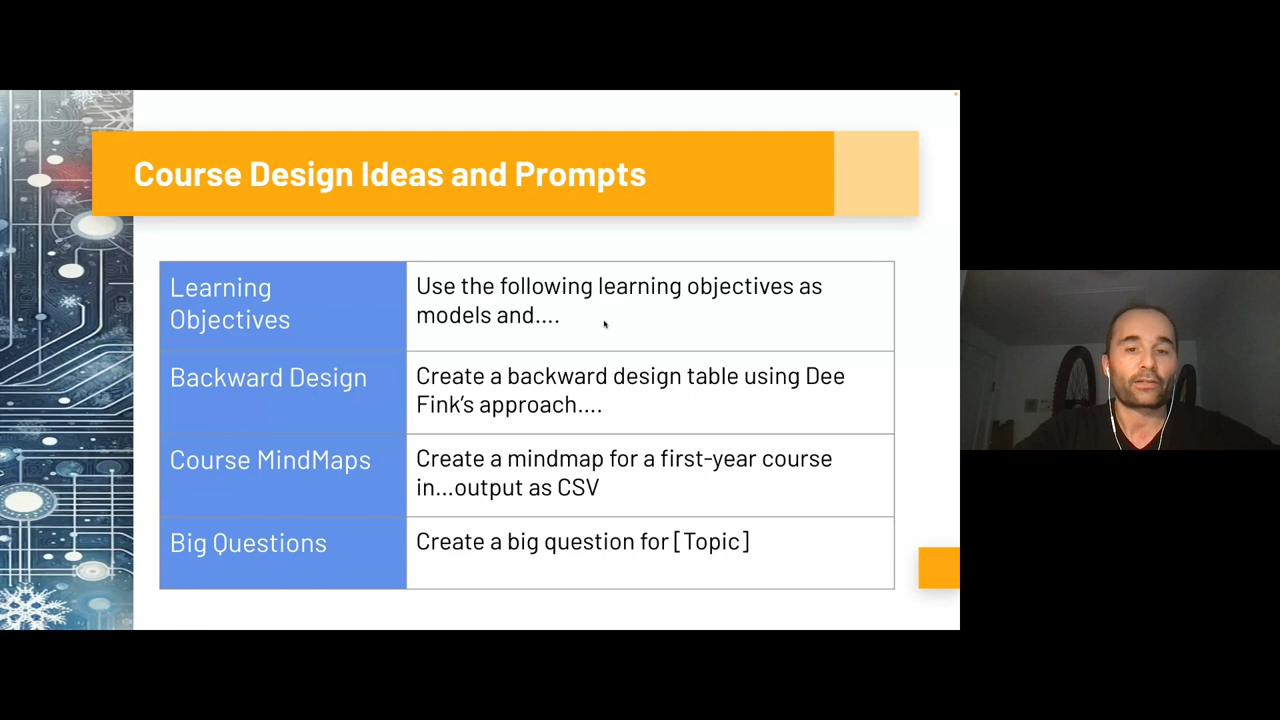 Course Design Ideas and Prompts
Learning
Objectives
Use the following learning objectives as
models and....
Backward Design
Create a backward design table using Dee
Fink’s approach....
Course MindMaps
Create a mindmap for a first-year course
in...output as CSV
Big Questions
Create a big question for [Topic]